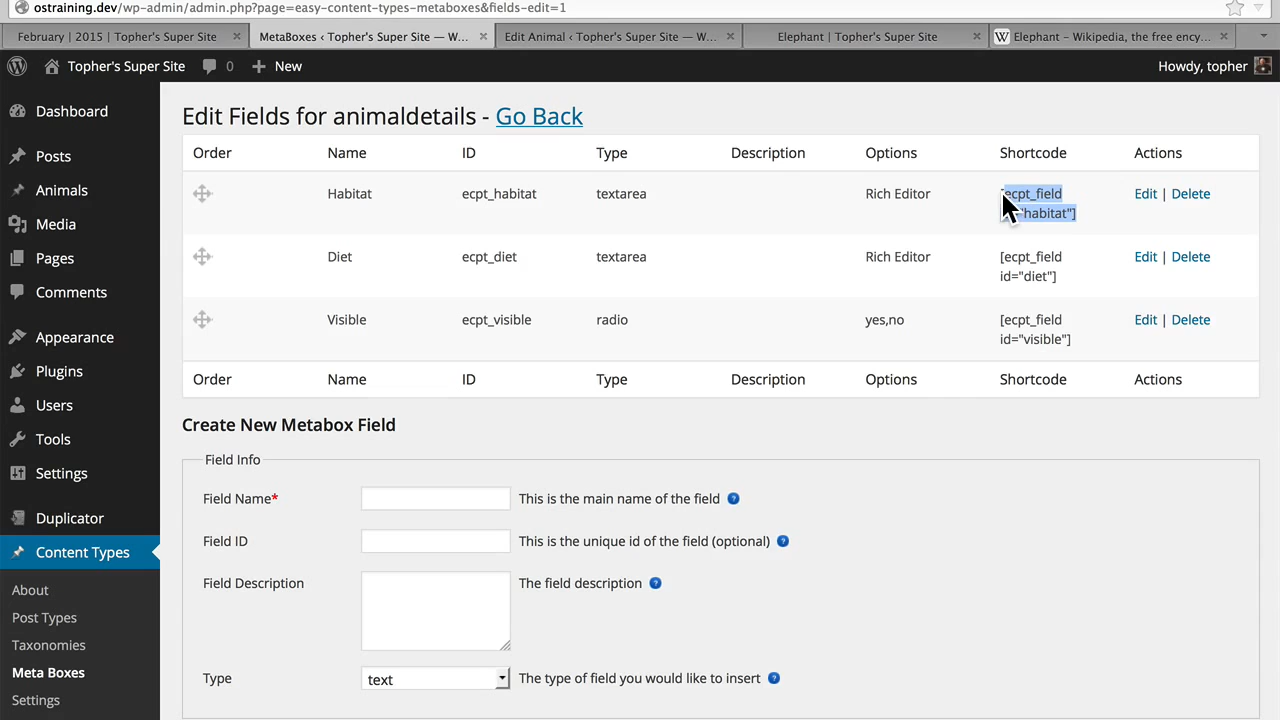 ostraining.dev/wp-admin/admin.php?page=easy-content-types-metaboxes&fields-edit=1
February | 2015 | Topher's Super Site
MetaBoxes ‹ Topher's Super Site — W...
Edit Animal ‹ Topher's Super Site — W...
Elephant | Topher's Super Site
Elephant – Wikipedia, the free ency...
Topher's Super Site
0
New
Howdy, topher
Dashboard
Posts
Animals
Media
Pages
Comments
Appearance
Plugins
Users
Tools
Settings
Duplicator
Content Types
About
Post Types
Taxonomies
Meta Boxes
Settings
Edit Fields for animaldetails - Go Back
Order Name ID Type Description Options Shortcode Actions
Habitat ecpt_habitat textarea Rich Editor [ecpt_field Edit | Delete
"habitat"]
Diet ecpt_diet textarea Rich Editor [ecpt_field Edit | Delete
id="diet"]
Visible ecpt_visible radio yes,no [ecpt_field Edit | Delete
id="visible"]
Order Name ID Type Description Options Shortcode Actions
Create New Metabox Field
Field Info
Field Name* This is the main name of the field ?
Field ID This is the unique id of the field (optional) ?
Field Description The field description ?
Type text The type of field you would like to insert ?